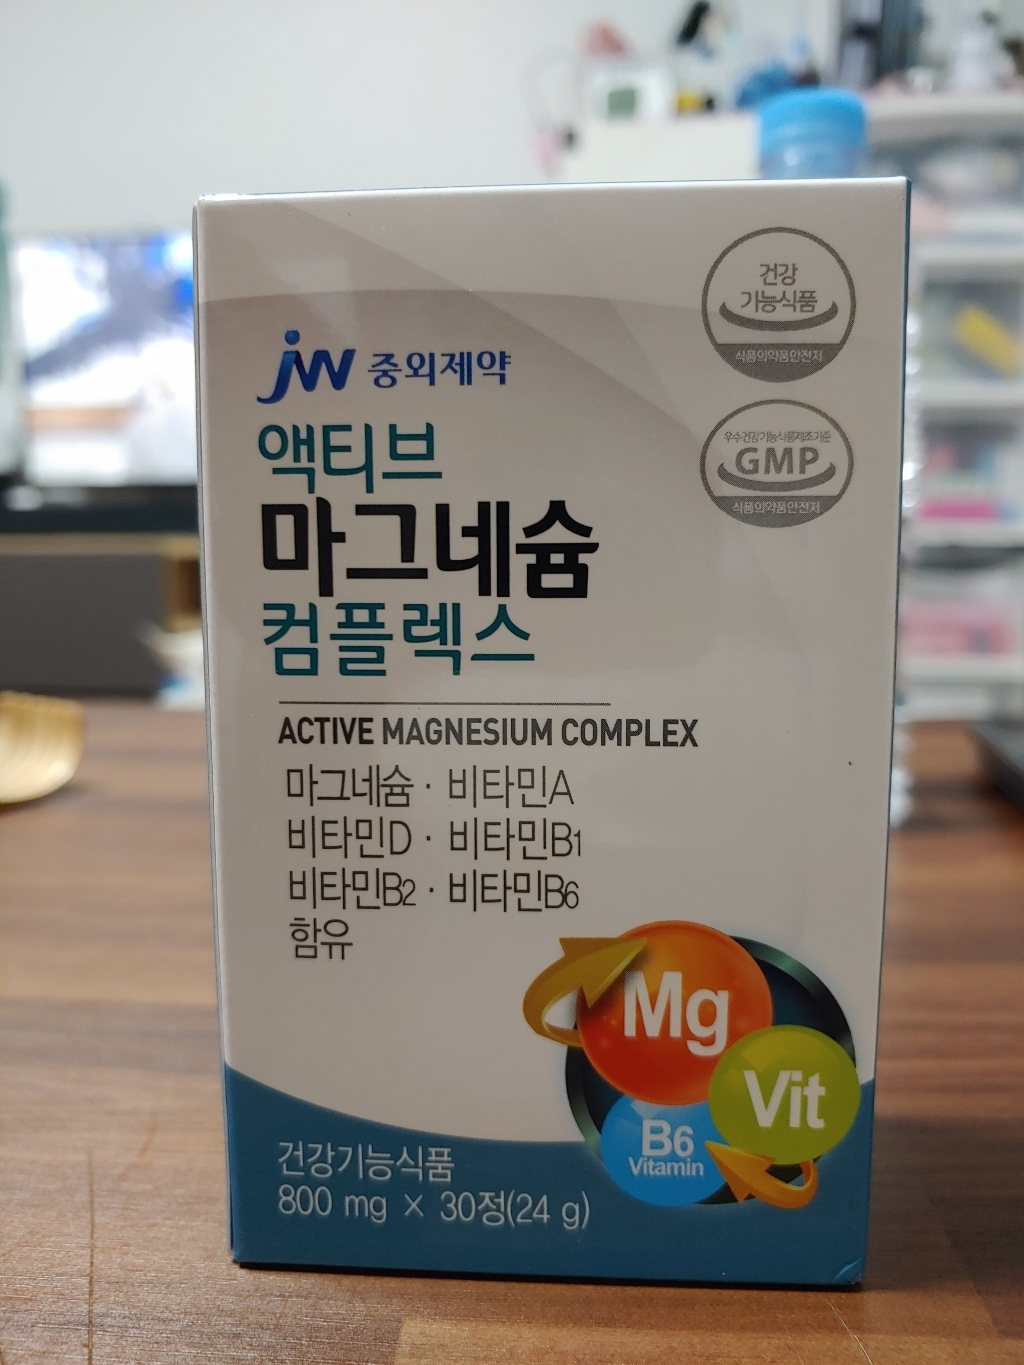 건강
기능식품
식품의약품안전처
우수건강기능식품제조기준
GMP
식품의약품안전처
jw 중외제약
액티브
마그네슘
컴플렉스
ACTIVE MAGNESIUM COMPLEX
마그네슘 · 비타민A
비타민D · 비타민B1
비타민B2 · 비타민B6
함유
Mg
Vit
B6
Vitamin
건강기능식품
800 mg × 30정(24 g)